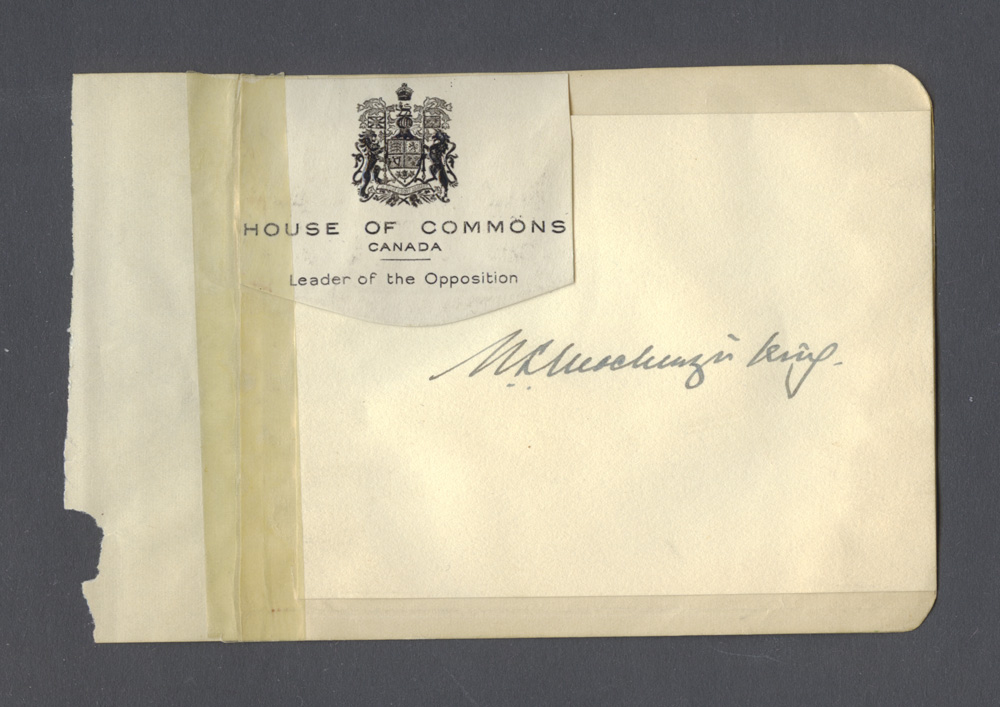 HOUSE OF COMMONS
CANADA
Leader of the Opposition
W. L. Mackenzie King.